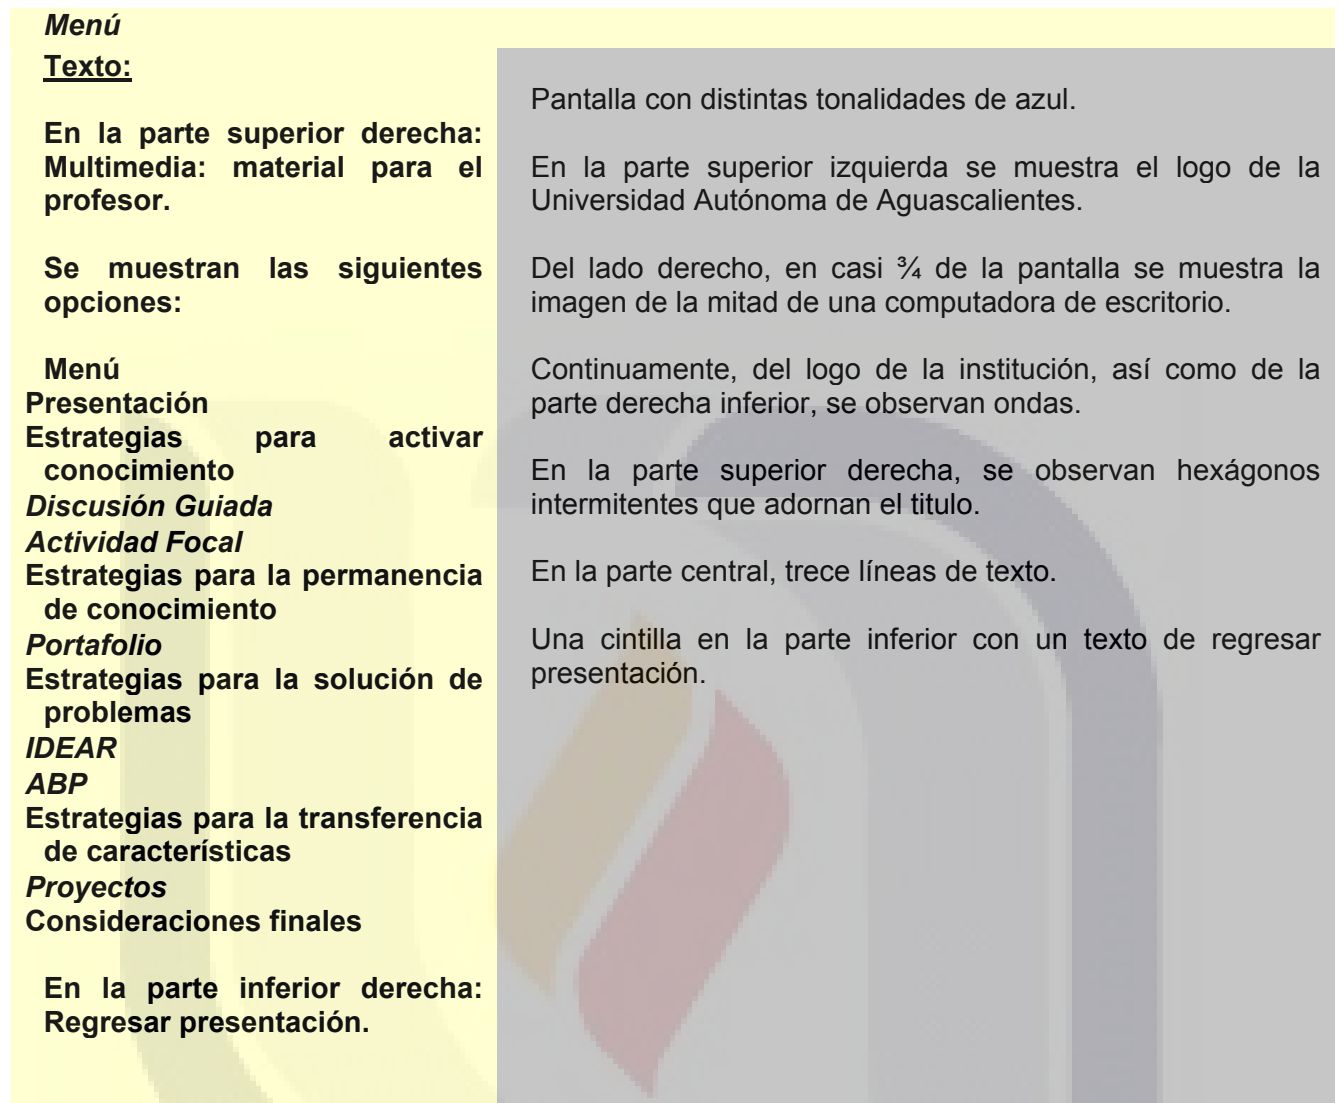 Menú
Texto:
En la parte superior derecha:
Multimedia: material para el
profesor.
Se muestran las siguientes
opciones:
Menú
Presentación
Estrategias para activar
conocimiento
Discusión Guiada
Actividad Focal
Estrategias para la permanencia
de conocimiento
Portafolio
Estrategias para la solución de
problemas
IDEAR
ABP
Estrategias para la transferencia
de características
Proyectos
Consideraciones finales
En la parte inferior derecha:
Regresar presentación.
Pantalla con distintas tonalidades de azul.
En la parte superior izquierda se muestra el logo de la
Universidad Autónoma de Aguascalientes.
Del lado derecho, en casi ¾ de la pantalla se muestra la
imagen de la mitad de una computadora de escritorio.
Continuamente, del logo de la institución, así como de la
parte derecha inferior, se observan ondas.
En la parte superior derecha, se observan hexágonos
intermitentes que adornan el titulo.
En la parte central, trece líneas de texto.
Una cintilla en la parte inferior con un texto de regresar
presentación.